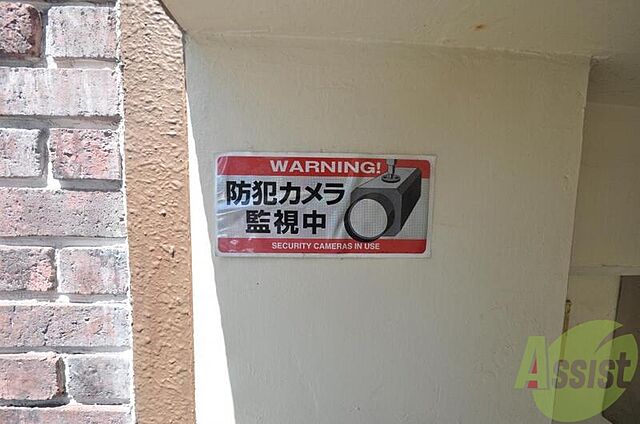 WARNING!
防犯カメラ
監視中
SECURITY CAMERAS IN USE
ASSIST